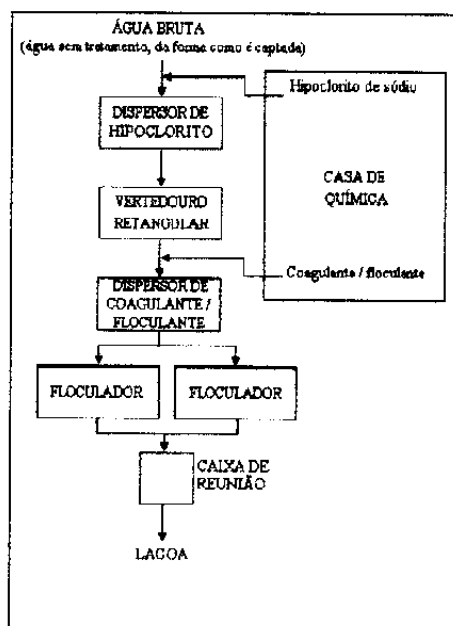 ÁGUA BRUTA
(água sem tratamento, da forma como é captada)
Hipoclorito de sódio
DISPERSOR DE
HIPOCLORITO
CASA DE
QUÍMICA
VERTEDOURO
RETANGULAR
Coagulante / floculante
DISPERSOR DE
COAGULANTE /
FLOCULANTE
FLOCULADOR
FLOCULADOR
CAIXA DE
REUNIÃO
LAGOA